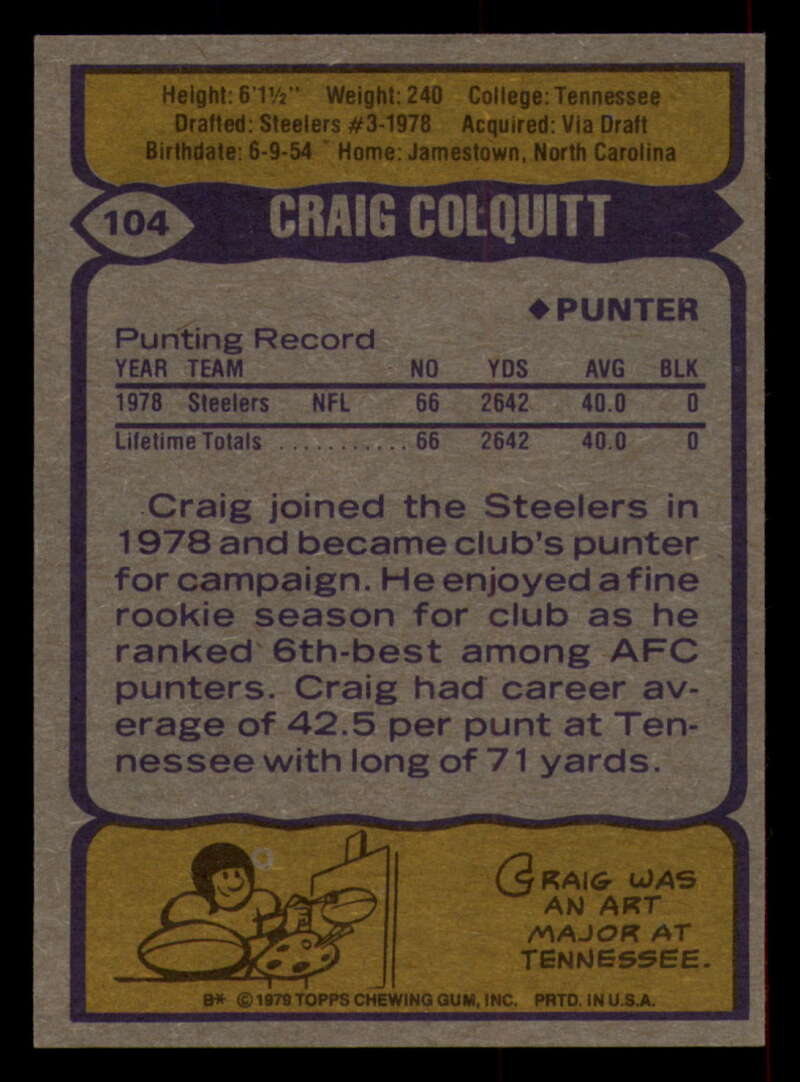 Height: 6'1½" Weight: 240 College: Tennessee
Drafted: Steelers #3-1978 Acquired: Via Draft
Birthdate: 6-9-54 Home: Jamestown, North Carolina
104 CRAIG COLQUITT
◆PUNTER
Punting Record
YEAR TEAM NO YDS AVG BLK
1978 Steelers NFL 66 2642 40.0 0
Lifetime Totals ........... 66 2642 40.0 0
Craig joined the Steelers in
1978 and became club's punter
for campaign. He enjoyed a fine
rookie season for club as he
ranked 6th-best among AFC
punters. Craig had career av-
erage of 42.5 per punt at Ten-
nessee with long of 71 yards.
CRAIG WAS
AN ART
MAJOR AT
TENNESSEE.
B* ©1979 TOPPS CHEWING GUM, INC. PRTD. IN U.S.A.